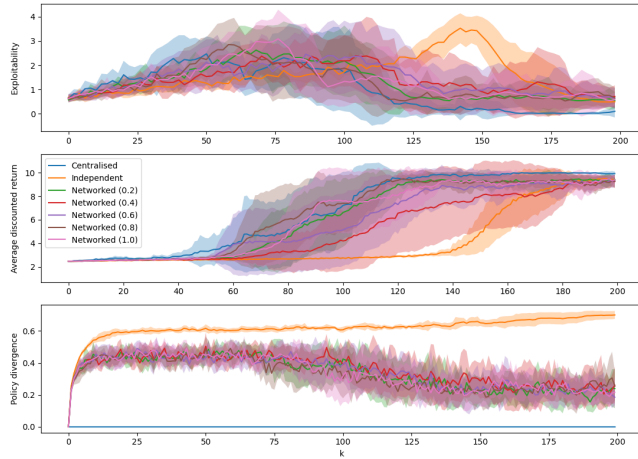 4
3
2
1
0
Exploitability
0 25 50 75 100 125 150 175 200
10
8
6
4
2
Average discounted return
Centralised
Independent
Networked (0.2)
Networked (0.4)
Networked (0.6)
Networked (0.8)
Networked (1.0)
0 20 40 60 80 100 120 140 160 180 200
0.6
0.4
0.2
0.0
Policy divergence
0 25 50 75 100 125 150 175 200
k